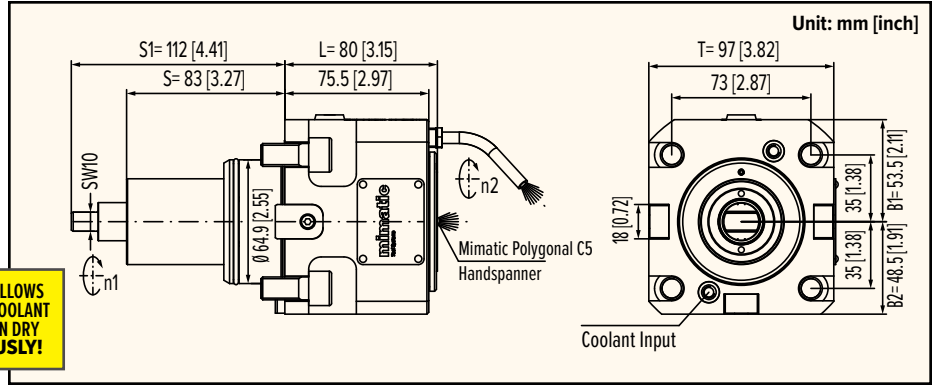 Unit: mm [inch]
S1= 112 [4.41]
L= 80 [3.15]
T= 97 [3.82]
S= 83 [3.27]
75.5 [2.97]
73 [2.87]
SW10
n1
Ø 64.9 [2.55]
mimatic
n2
Mimatic Polygonal C5
Handspanner
18 [0.72]
35 [1.38]
35 [1.38]
B1= 53.5 [2.11]
B2= 48.5 [1.91]
Coolant Input
LLOWS
OOLANT
N DRY
USLY!